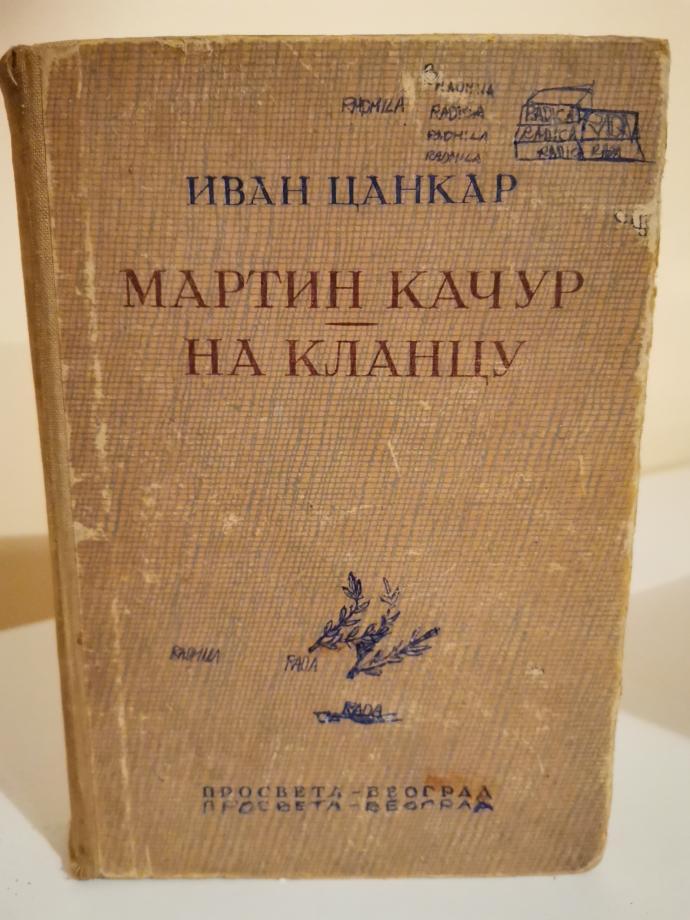 RADMILA
RADMILA RADICA RADICA
RADMILA RADICA RADA
RADMILA RADICA RADA
ИВАН ЦАНКАР
МАРТИН КАЧУР
НА КЛАНЦУ
RADMILA RADA
RADA
ПРОСВЕТА-БЕОГРАД
ПРОСВЕТА-БЕОГРАД